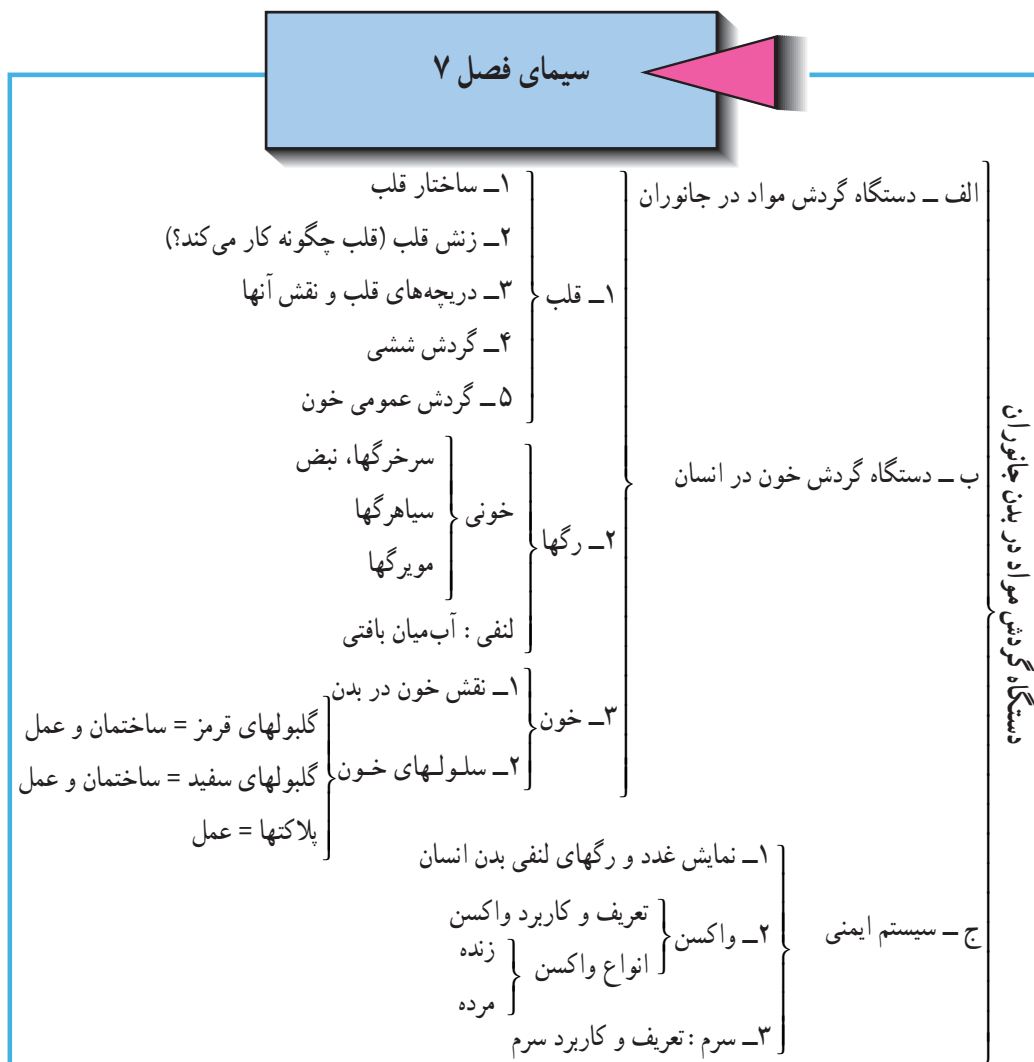 سیمای فصل ۷
دستگاه گردش مواد در بدن جانوران
الف ــ دستگاه گردش مواد در جانوران
ب ــ دستگاه گردش خون در انسان
۱ــ قلب
۱ــ ساختار قلب
۲ــ زنش قلب (قلب چگونه کار می‌کند؟)
۳ــ دریچه‌های قلب و نقش آنها
۴ــ گردش ششی
۵ ــ گردش عمومی خون
۲ــ رگها
خونی
سرخرگها، نبض
سیاهرگها
مویرگها
لنفی : آب‌میان بافتی
۳ــ خون
۱ــ نقش خون در بدن
۲ــ سلولهای خون
گلبولهای قرمز = ساختمان و عمل
گلبولهای سفید = ساختمان و عمل
پلاکتها = عمل
ج ــ سیستم ایمنی
۱ــ نمایش غدد و رگهای لنفی بدن انسان
۲ــ واکسن
تعریف و کاربرد واکسن
انواع واکسن
زنده
مرده
۳ــ سرم : تعریف و کاربرد سرم